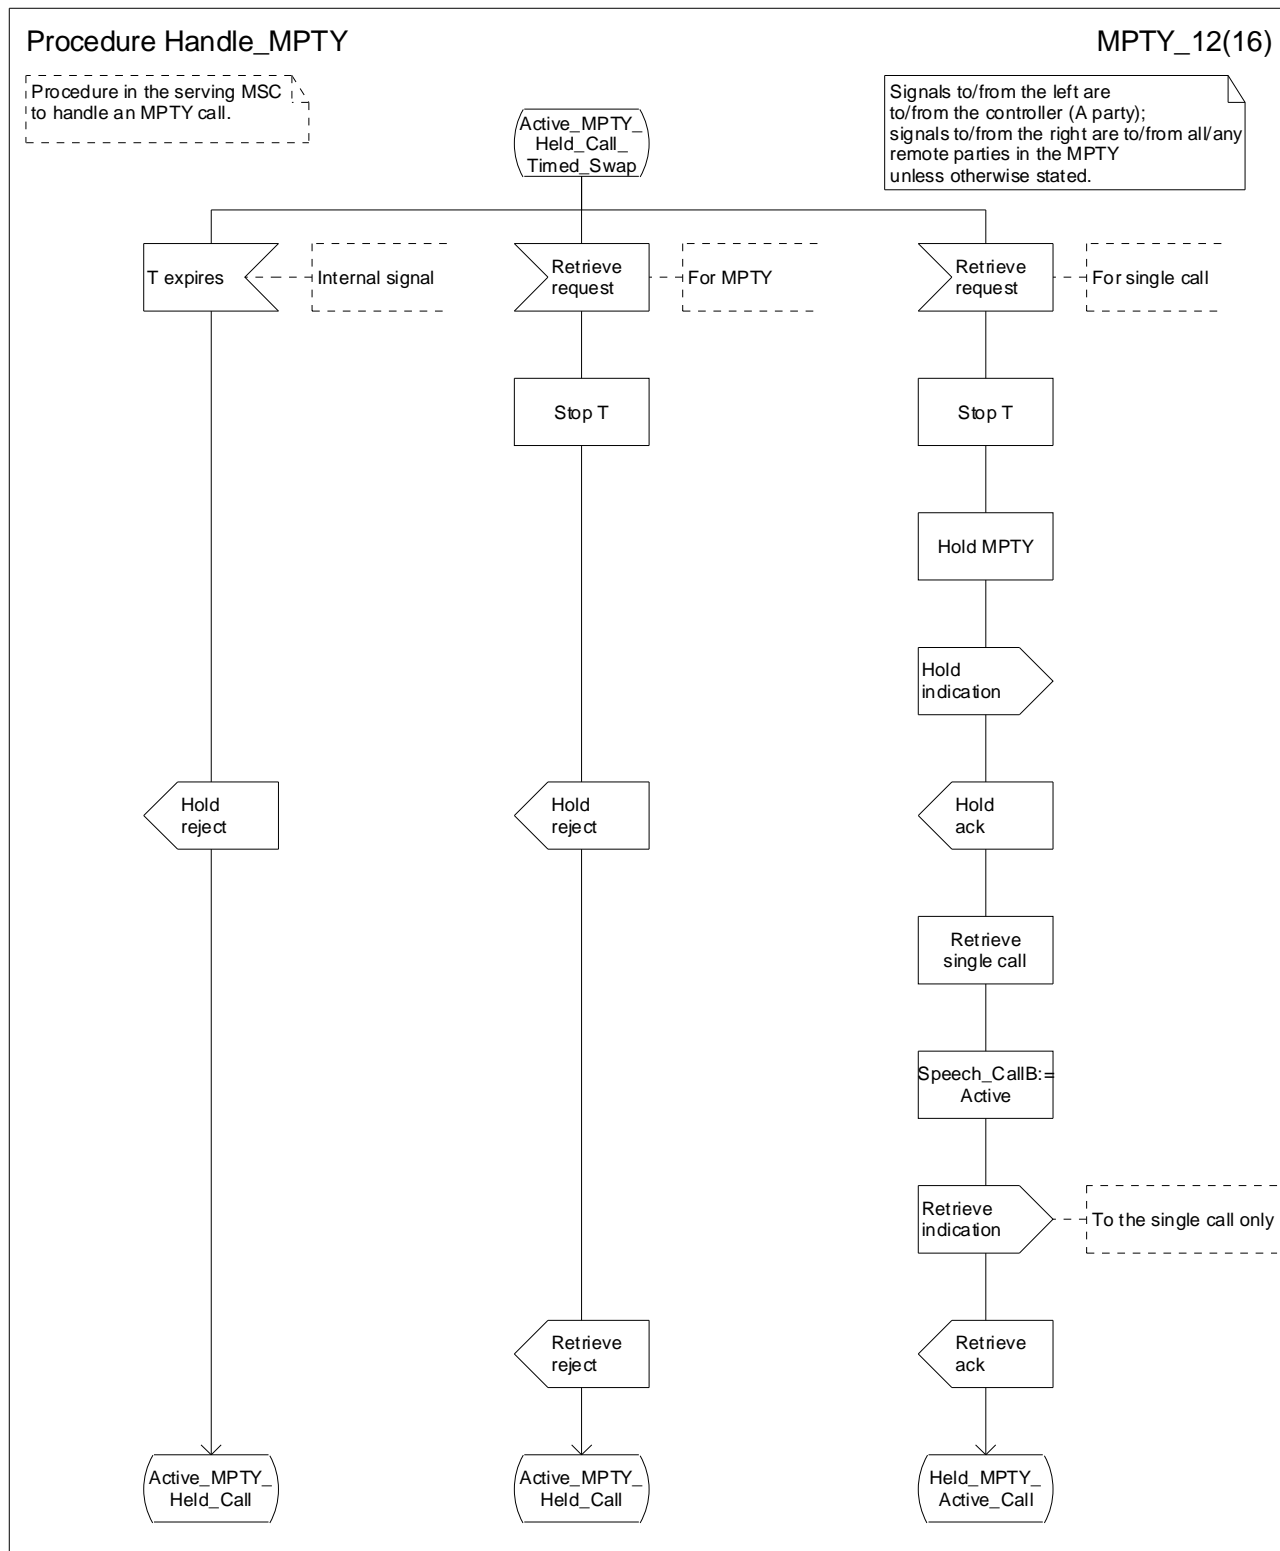 Procedure Handle_MPTY
MPTY_12(16)
Procedure in the serving MSC
to handle an MPTY call.
Signals to/from the left are
to/from the controller (A party);
signals to/from the right are to/from all/any
remote parties in the MPTY
unless otherwise stated.
Active_MPTY_
Held_Call_
Timed_Swap
T expires
Internal signal
Retrieve
request
For MPTY
Retrieve
request
For single call
Stop T
Stop T
Hold MPTY
Hold
indication
Hold
reject
Hold
reject
Hold
ack
Retrieve
single call
Speech_CallB:=
Active
Retrieve
indication
To the single call only
Retrieve
reject
Retrieve
ack
Active_MPTY_
Held_Call
Active_MPTY_
Held_Call
Held_MPTY_
Active_Call